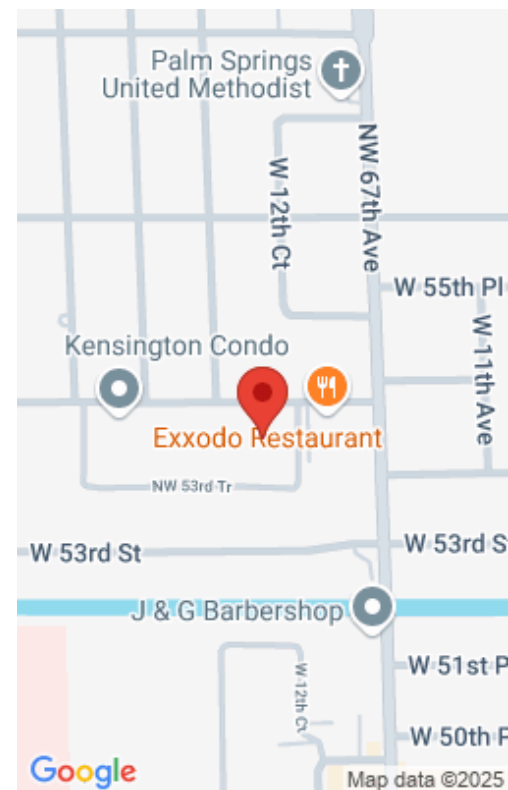 Palm Springs
United Methodist
NW 67th Ave
W 12th Ct
W 55th Pl
W 11th Ave
Kensington Condo
Exxodo Restaurant
NW 53rd Tr
W 53rd St
W 53rd S
J & G Barbershop
W 12th Ct
W 51st P
W 50th P
Google
Map data ©2025